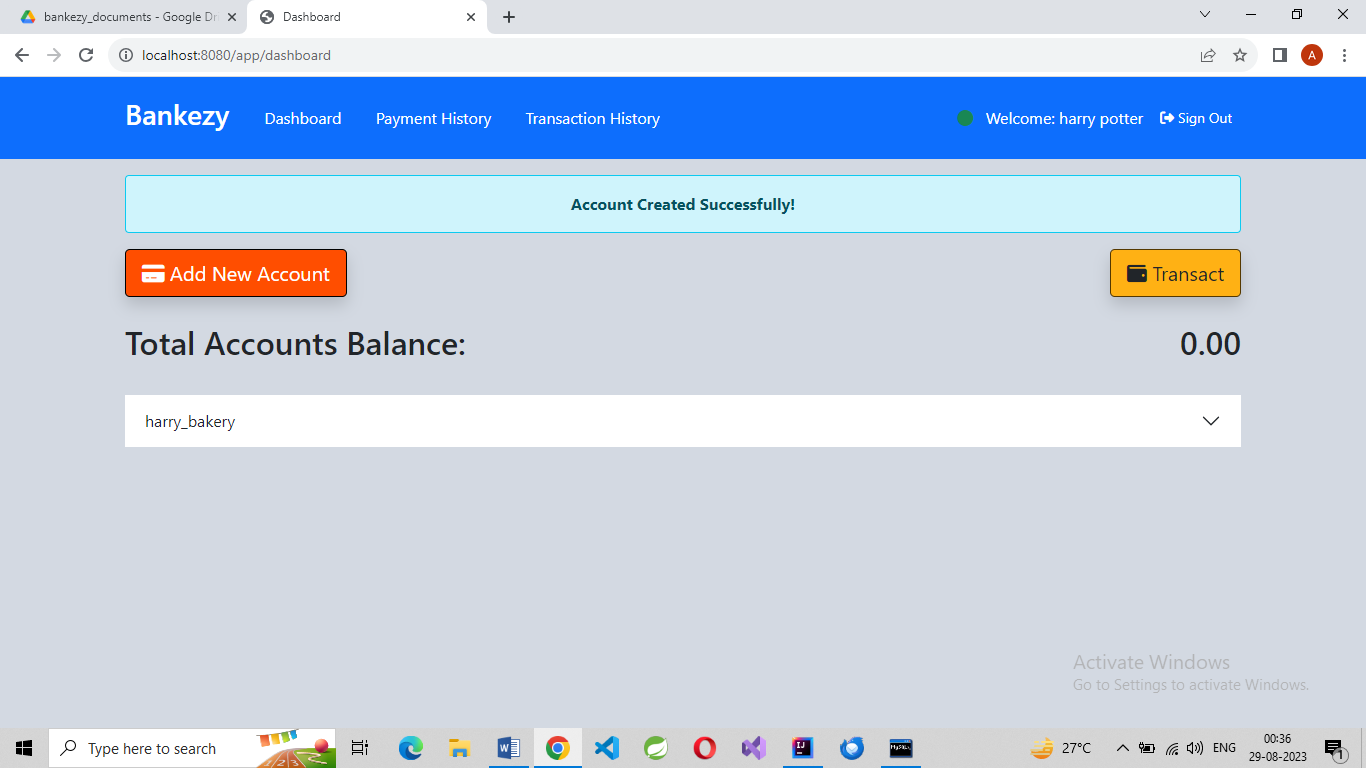 bankezy_documents - Google Dr
Dashboard
localhost:8080/app/dashboard
A
Bankezy
Dashboard
Payment History
Transaction History
Welcome: harry potter
Sign Out
Account Created Successfully!
Add New Account
Transact
Total Accounts Balance:
0.00
harry_bakery
Activate Windows
Go to Settings to activate Windows.
Type here to search
27°C
ENG
00:36
29-08-2023
1